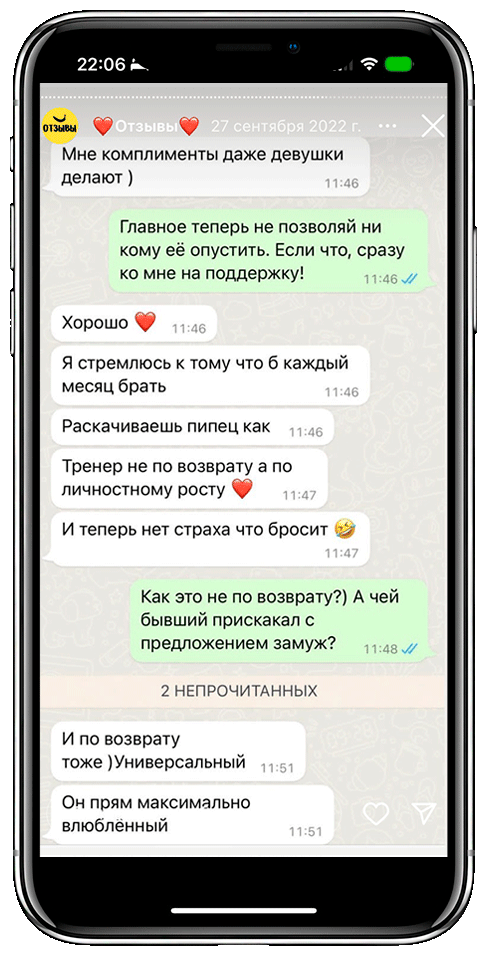 22:06
ОТЗЫВЫ
❤️Отзывы❤️ 27 сентября 2022 г. ...
Мне комплименты даже девушки
делают )
11:46
Главное теперь не позволяй ни
кому её опустить. Если что, сразу
ко мне на поддержку!
11:46
Хорошо ❤️ 11:46
Я стремлюсь к тому что б каждый
месяц брать
11:46
Раскачиваешь пипец как 11:46
Тренер не по возврату а по
личностному росту ❤️ 11:47
И теперь нет страха что бросит 🤣
11:47
Как это не по возврату?) А чей
бывший прискакал с
предложением замуж? 11:48
2 НЕПРОЧИТАННЫХ
И по возврату
тоже )Универсальный 11:51
Он прям максимально
влюблённый 11:51